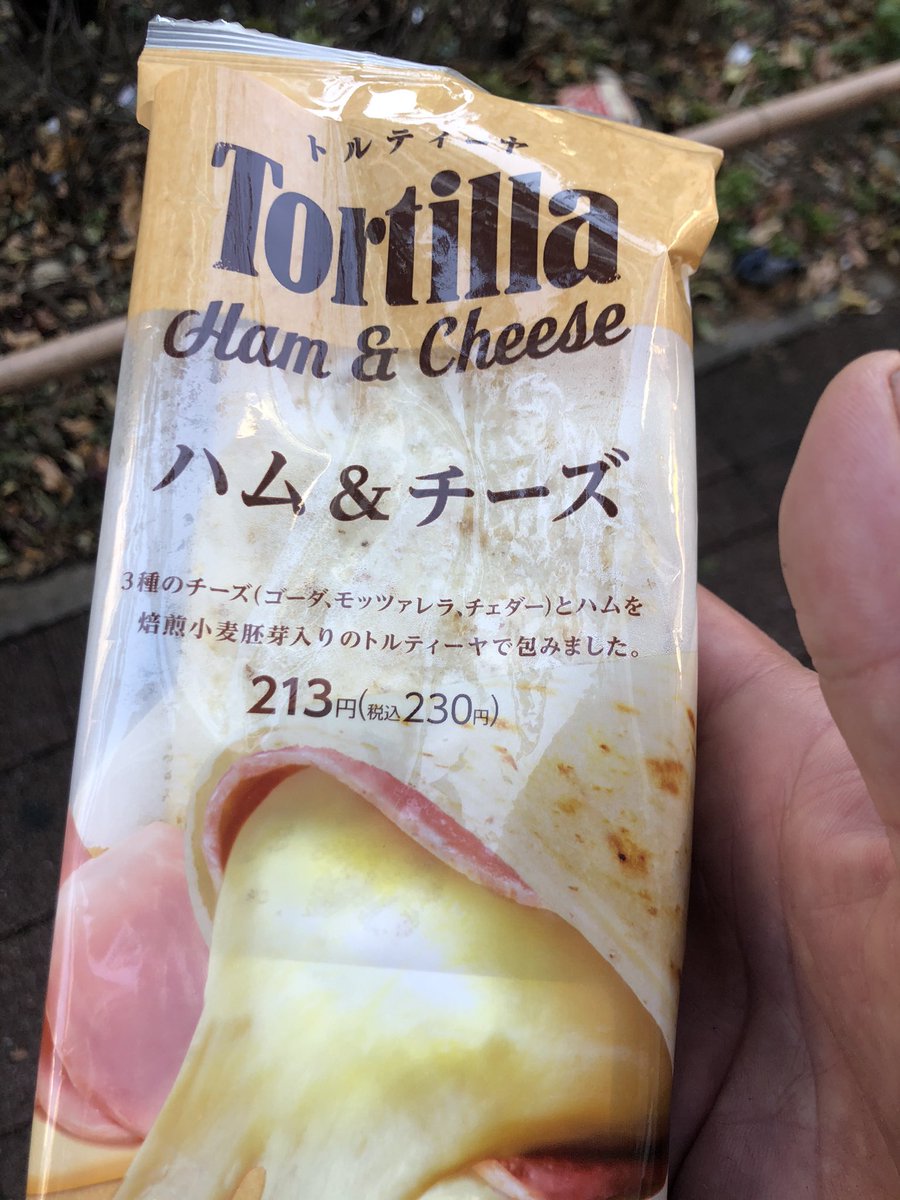 トルティーヤ
Tortilla
Ham & Cheese
ハム&チーズ
3種のチーズ(ゴーダ、モッツァレラ、チェダー)とハムを
焙煎小麦胚芽入りのトルティーヤで包みました。
213円(税込230円)